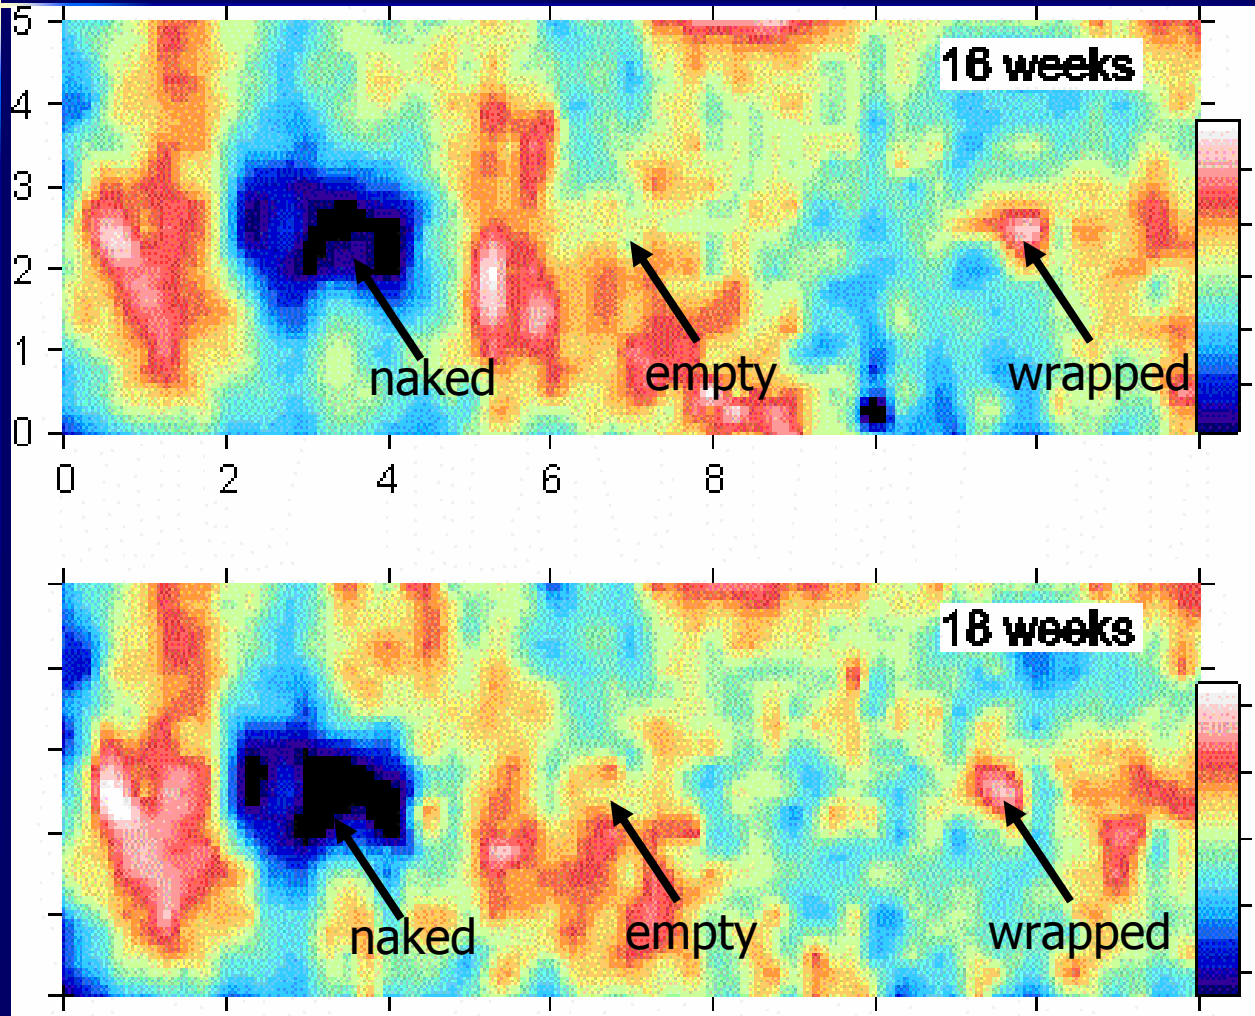 5
16 weeks
4
3
2
1
naked
empty
wrapped
0
0 2 4 6 8
18 weeks
naked
empty
wrapped